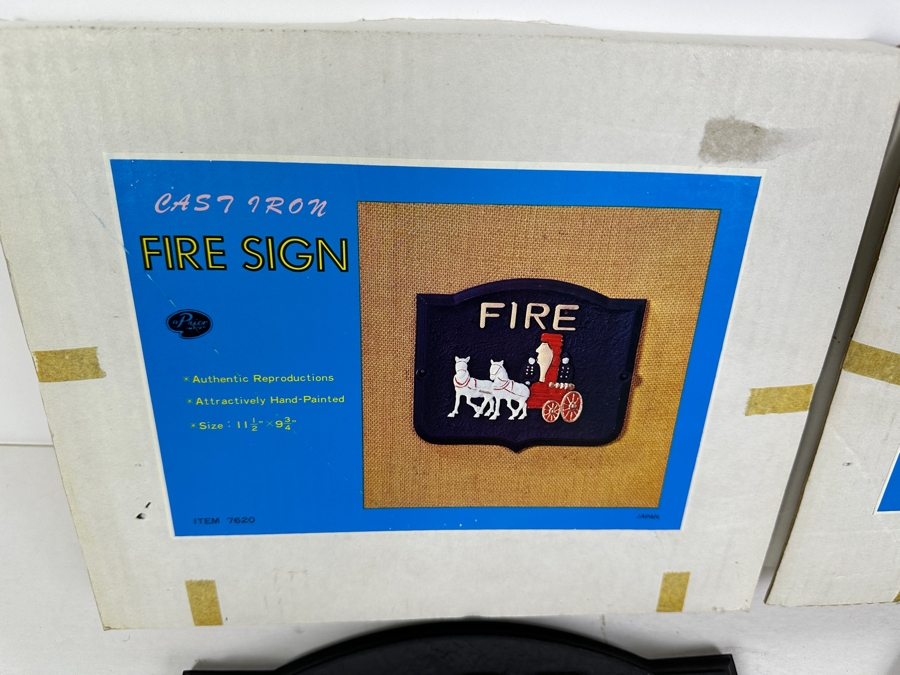 CAST IRON
FIRE SIGN
Price
* Authentic Reproductions
* Attractively Hand-Painted
* Size : 11 1/2" × 9 3/4"
FIRE
ITEM 7620
JAPAN